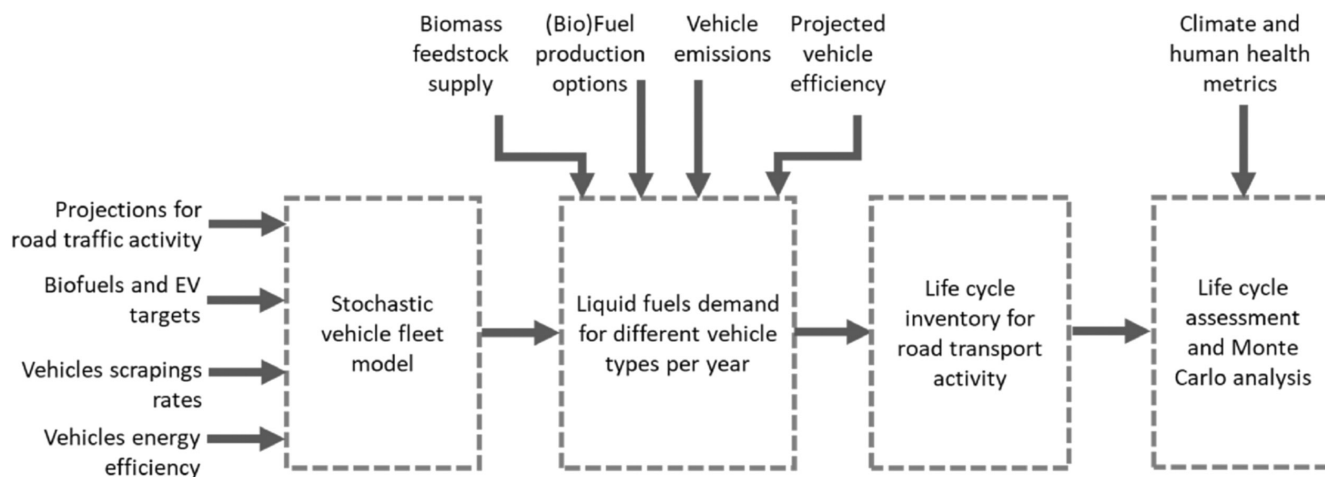 Biomass
feedstock
supply
(Bio)Fuel
production
options
Vehicle
emissions
Projected
vehicle
efficiency
Climate and
human health
metrics
Projections for
road traffic activity
Biofuels and EV
targets
Vehicles scrapings
rates
Vehicles energy
efficiency
Stochastic
vehicle fleet
model
Liquid fuels demand
for different vehicle
types per year
Life cycle
inventory for
road transport
activity
Life cycle
assessment
and Monte
Carlo analysis